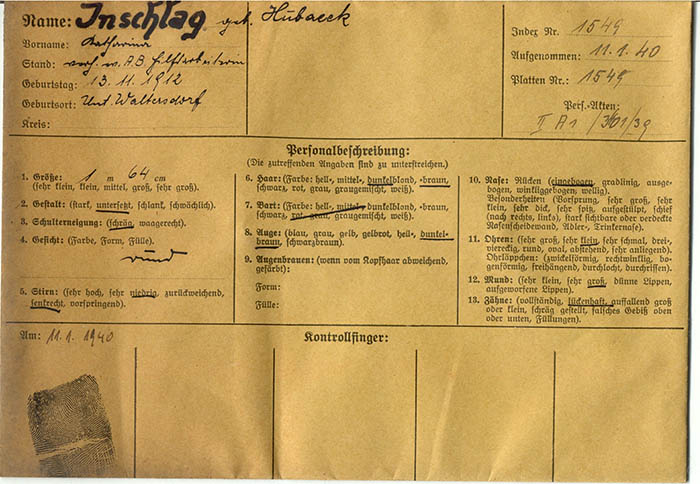 Name: Inschlag geb. Hubaeck
Vorname: Katharina
Stand: verh. w. A.B. Hilfsarbeiterin
Geburtstag: 13. 11. 1912
Geburtsort: Unt. Waltersdorf
Kreis:
Index Nr. 1549
Aufgenommen: 11.1.40
Platten Nr.: 1549
Pers.-Akten:
II A1 /301/39
Personalbeschreibung:
(Die zutreffenden Angaben sind zu unterstreichen.)
1. Größe: 1 m 64 cm
(sehr klein, klein, mittel, groß, sehr groß).
2. Gestalt: (stark, untersetzt, schlank, schwächlich).
3. Schulterneigung: (schräg, waagerecht).
4. Gesicht: (Farbe, Form, Fülle).
rund
5. Stirn: (sehr hoch, sehr niedrig, zurückweichend,
senkrecht, vorspringend).
6. Haar: (Farbe: hell-, mittel-, dunkelblond, -braun,
schwarz, rot, grau, graugemischt, weiß).
7. Bart: (Farbe: hell-, mittel-, dunkelblond, -braun,
schwarz, rot, grau, graugemischt, weiß).
8. Auge: (blau, grau, gelb, gelbrot, hell-, dunkel-
braun, schwarzbraun).
9. Augenbrauen: (wenn vom Kopfhaar abweichend,
gefärbt):
Form:
Fülle:
10. Nase: Rücken (eingebogen, gradlinig, ausge-
bogen, winkliggebogen, wellig).
Besonderheiten (Vorsprung, sehr groß, sehr
klein, sehr dick, sehr spitz, aufgestülpt, schief
(nach rechts, links), stark sichtbare oder verdeckte
Nasenscheidewand, Adler-, Trinkernase).
11. Ohren: (sehr groß, sehr klein, sehr schmal, drei-,
viereckig, rund, oval, abstehend, sehr anliegend).
Ohrläppchen: (zwickelförmig, rechtwinklig, bo-
genförmig, freihängend, durchlocht, durchrissen).
12. Mund: (sehr klein, sehr groß, dünne Lippen,
aufgeworfene Lippen).
13. Zähne: (vollständig, lückenhaft, auffallend groß
oder klein, schräg gestellt, falsches Gebiß oben
oder unten, Füllungen).
Am: 11.1. 1940
Kontrollfinger: